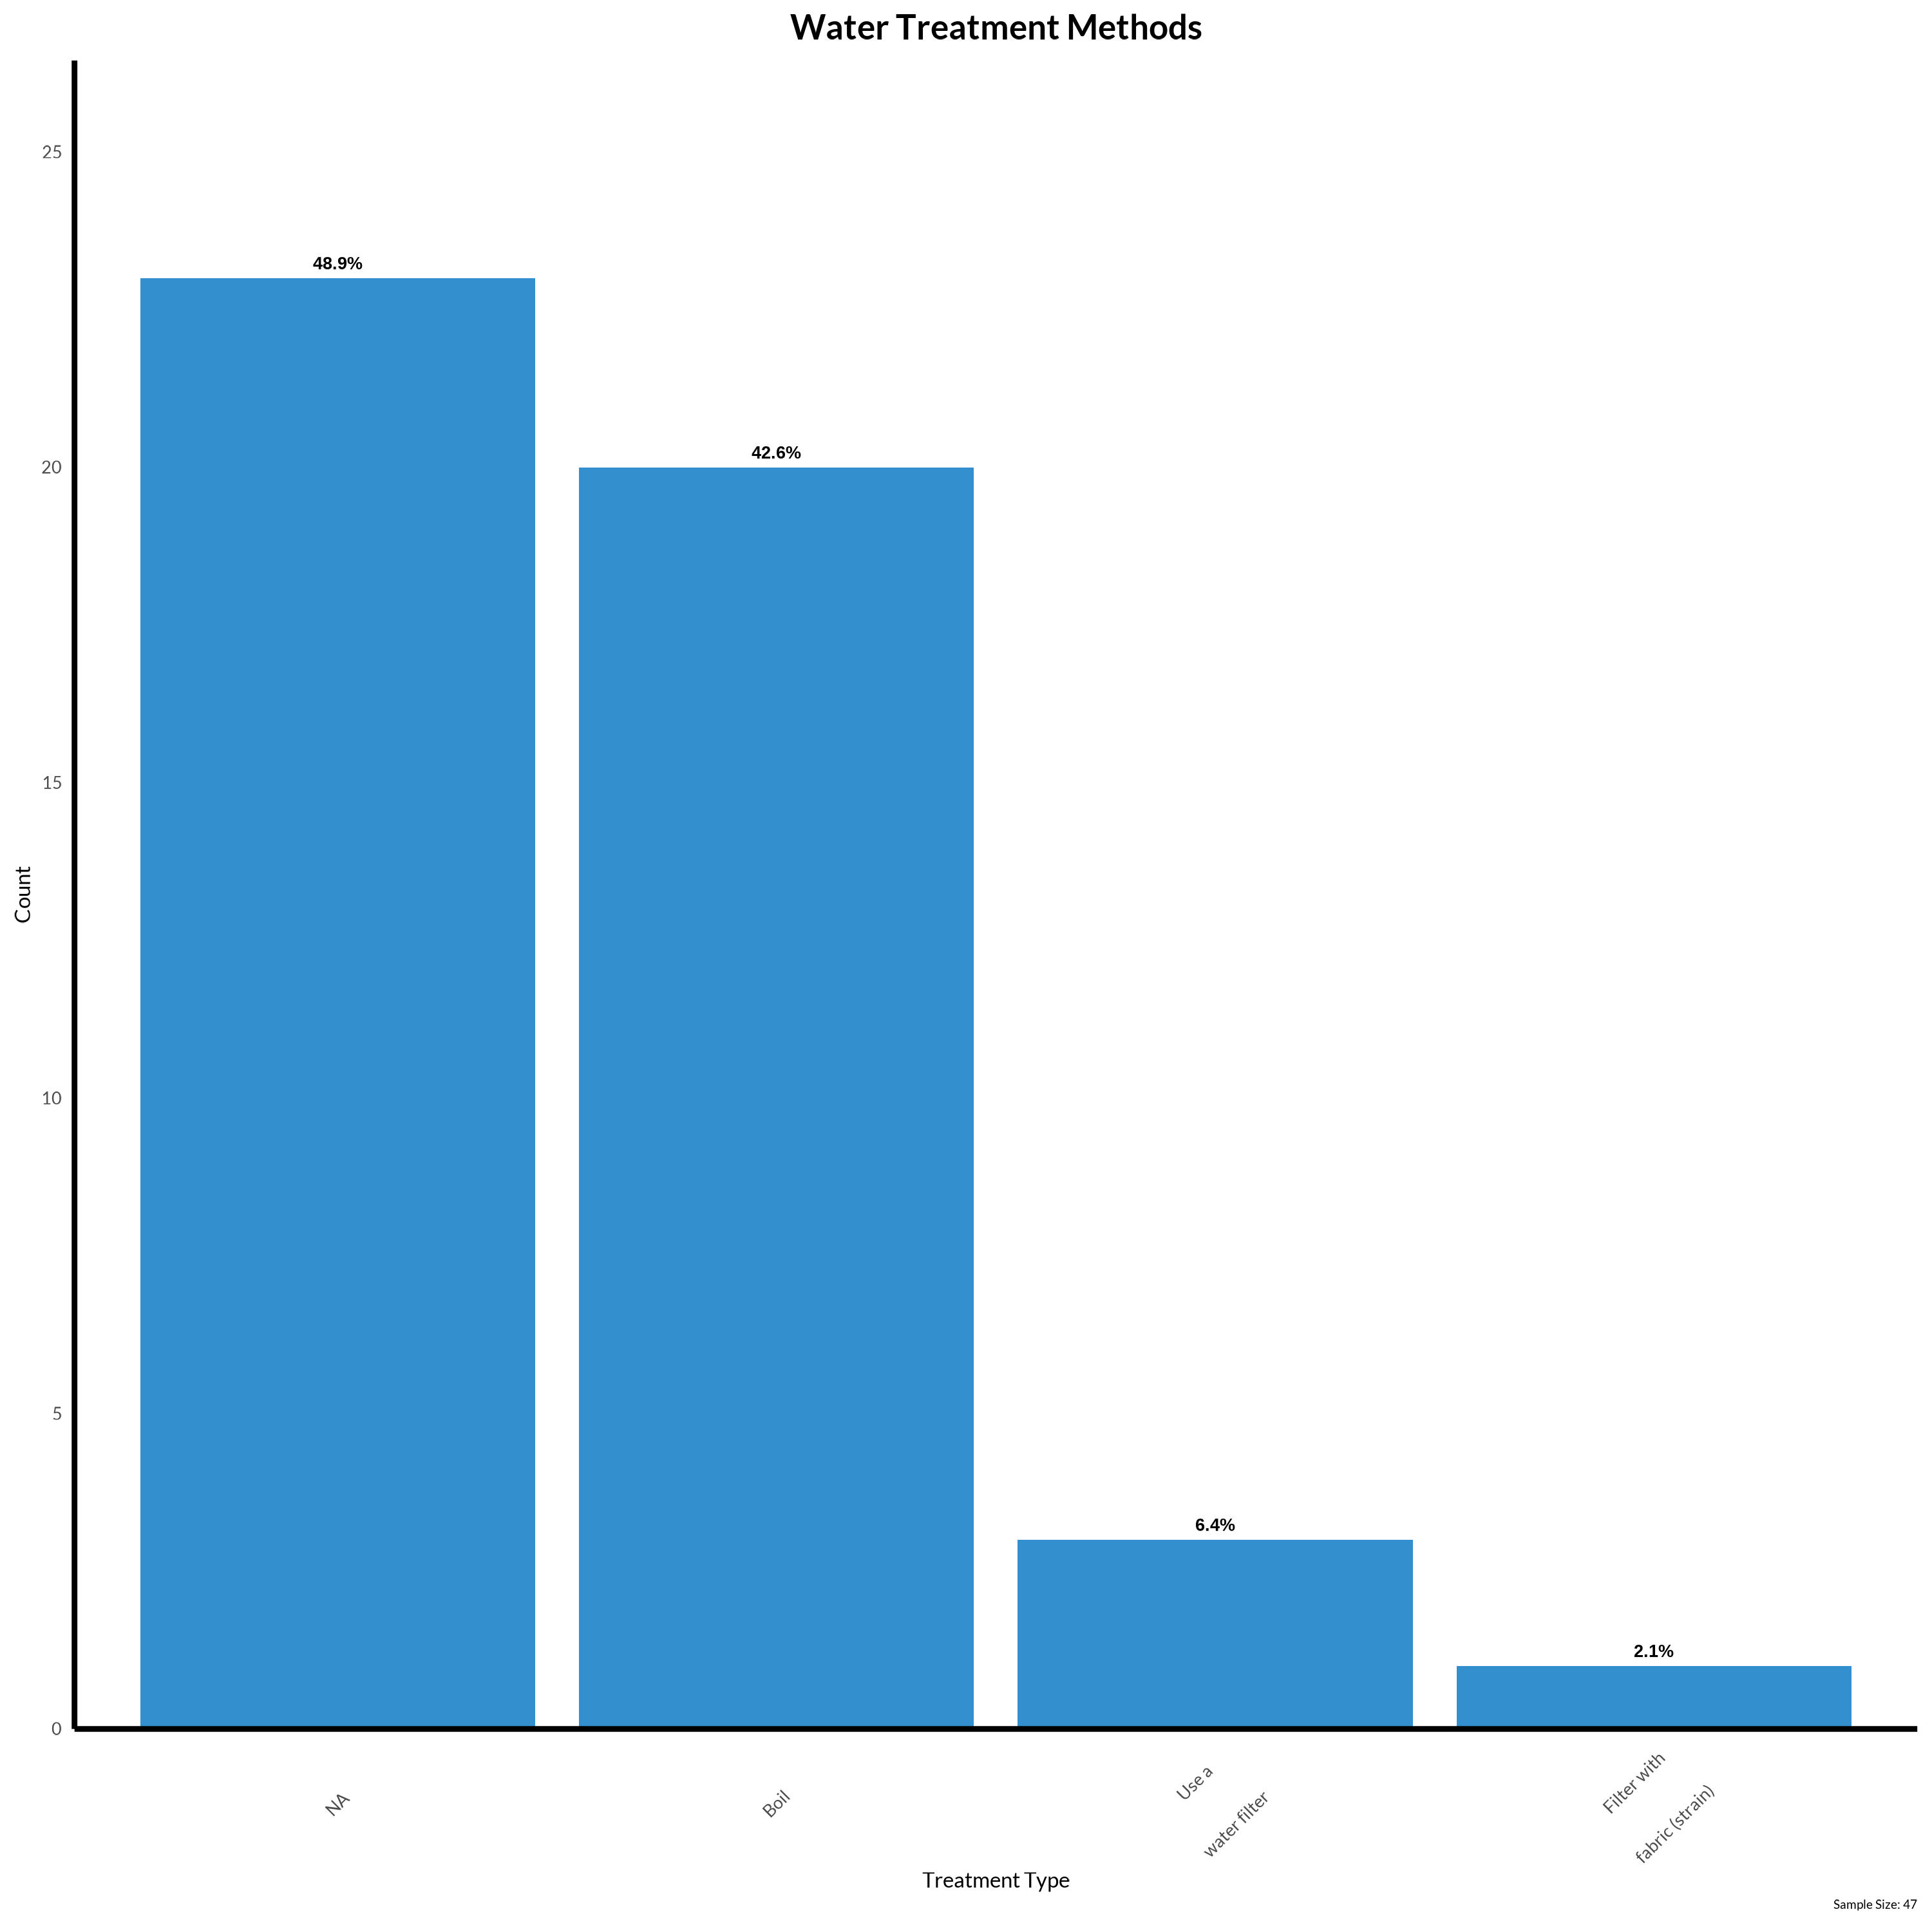 Water Treatment Methods
25
20
15
10
5
0
Count
48.9%
42.6%
6.4%
2.1%
NA
Boil
Use a
water filter
Filter with
fabric (strain)
Treatment Type
Sample Size: 47